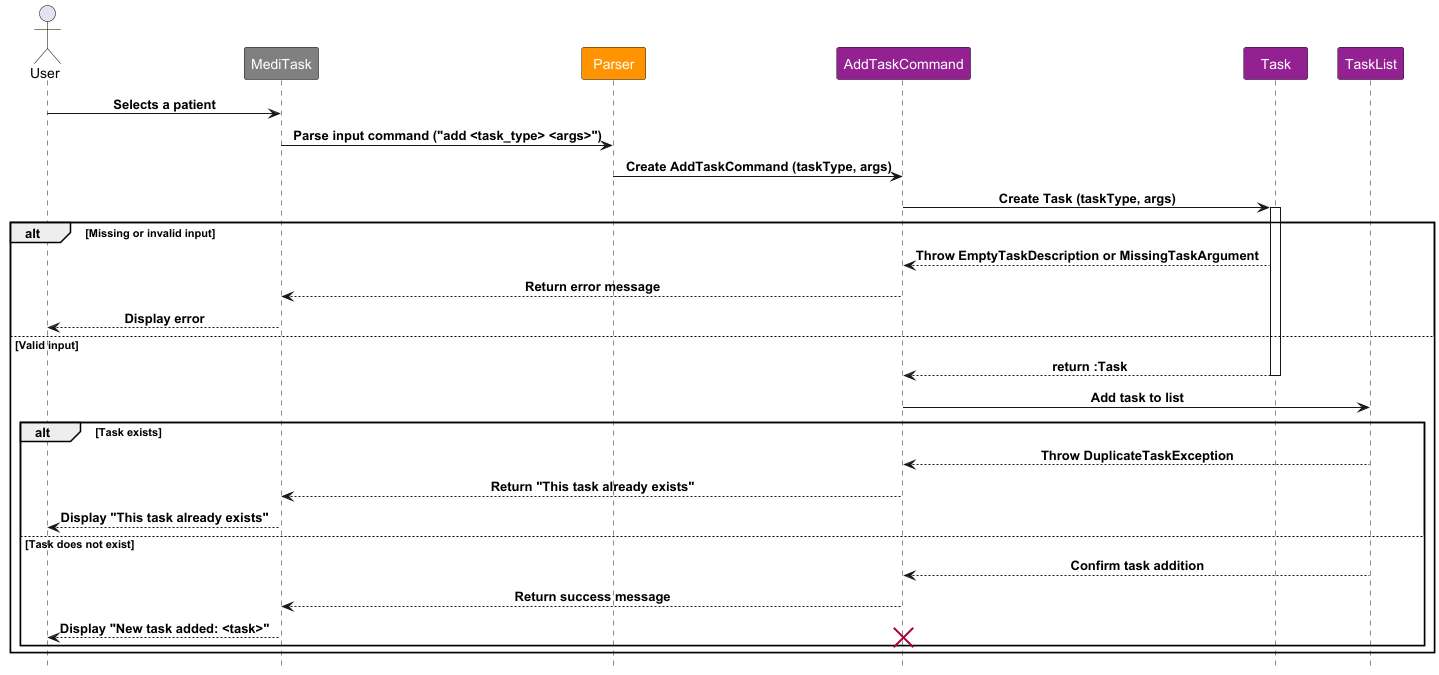 User
MediTask
Parser
AddTaskCommand
Task
TaskList
Selects a patient
Parse input command ("add <task_type> <args>")
Create AddTaskCommand (taskType, args)
Create Task (taskType, args)
alt
[Missing or invalid input]
Throw EmptyTaskDescription or MissingTaskArgument
Return error message
Display error
[Valid input]
return :Task
Add task to list
alt
[Task exists]
Throw DuplicateTaskException
Return "This task already exists"
Display "This task already exists"
[Task does not exist]
Confirm task addition
Return success message
Display "New task added: <task>"